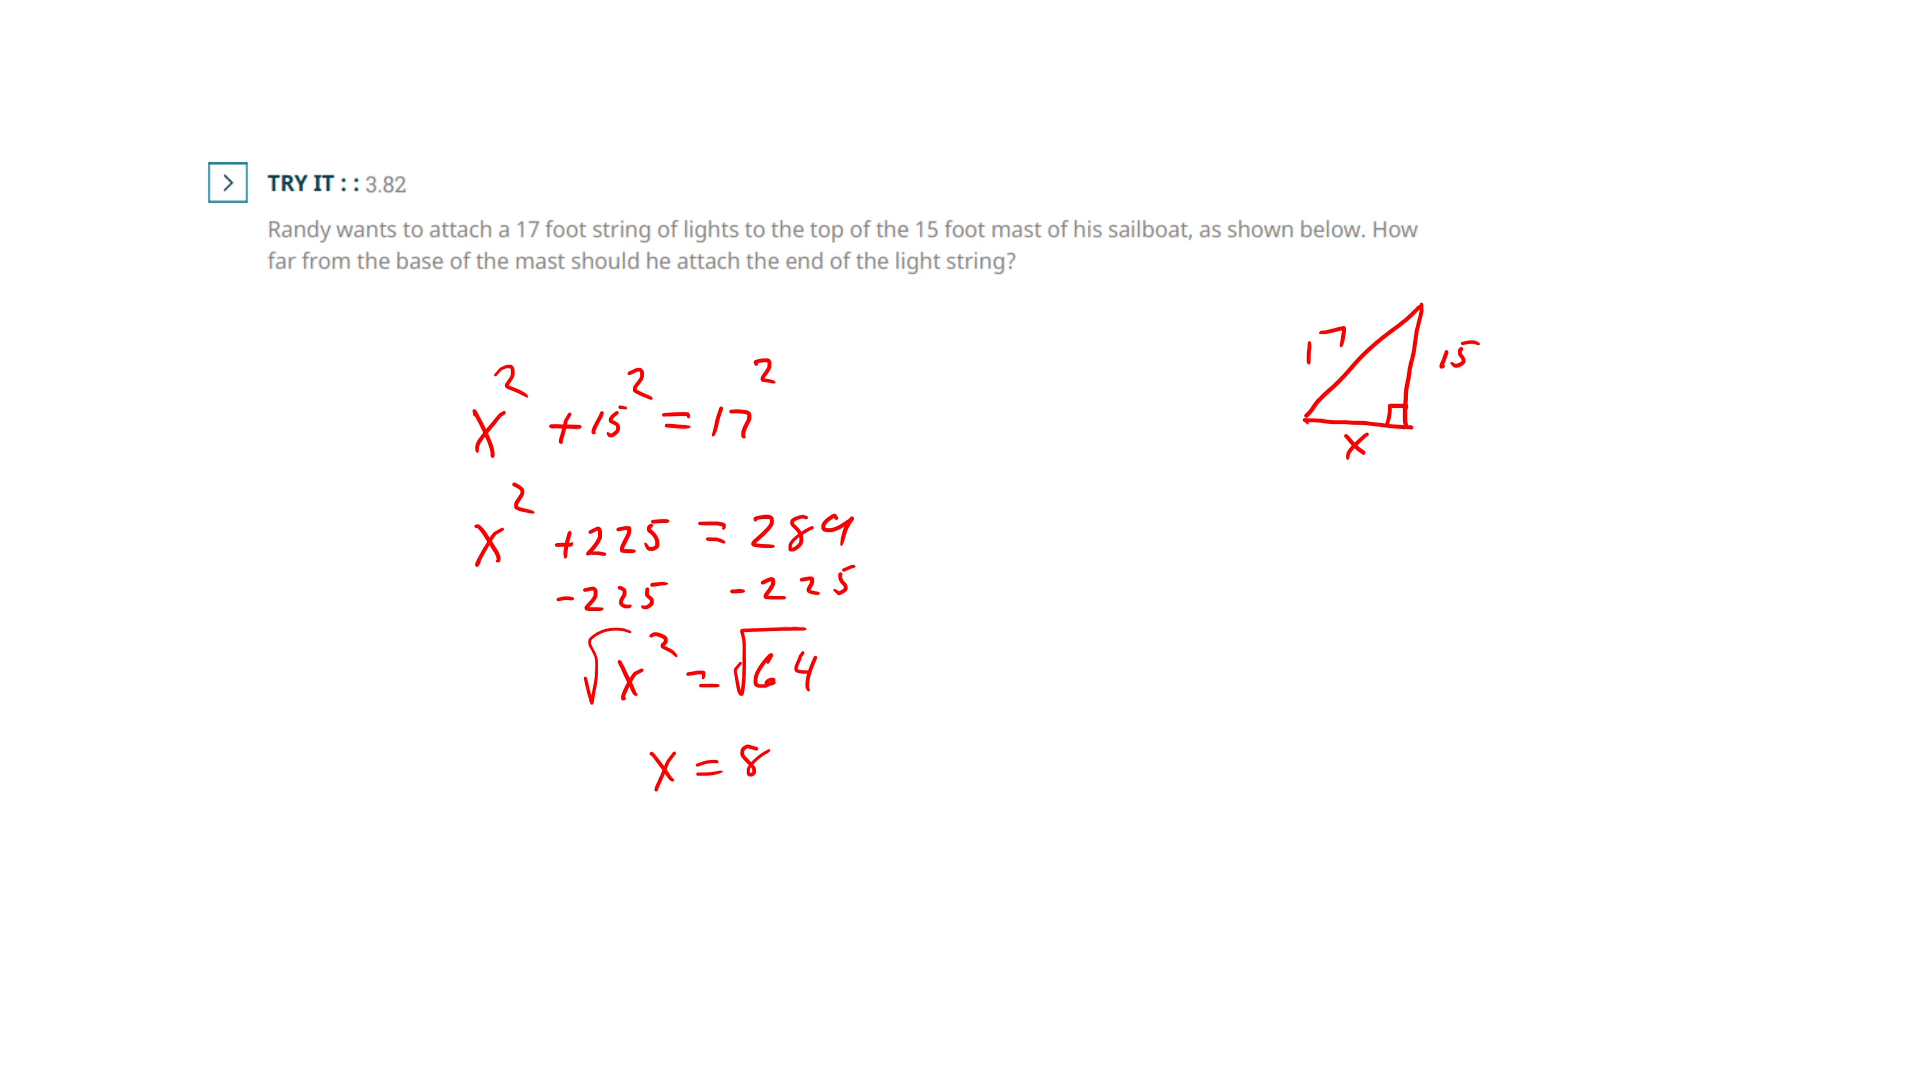 > TRY IT : : 3.82
Randy wants to attach a 17 foot string of lights to the top of the 15 foot mast of his sailboat, as shown below. How
far from the base of the mast should he attach the end of the light string?
17
15
x
x² + 15² = 17²
x² + 225 = 289
-225 -225
√x² = √64
x = 8